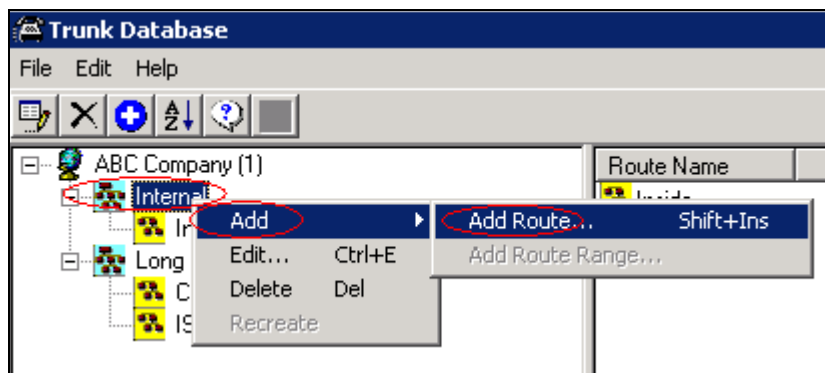 Trunk Database
File Edit Help
ABC Company (1)
Route Name
Internal
Inside
Add
Add Route... Shift+Ins
Edit... Ctrl+E
Add Route Range...
Long
Delete Del
Recreate